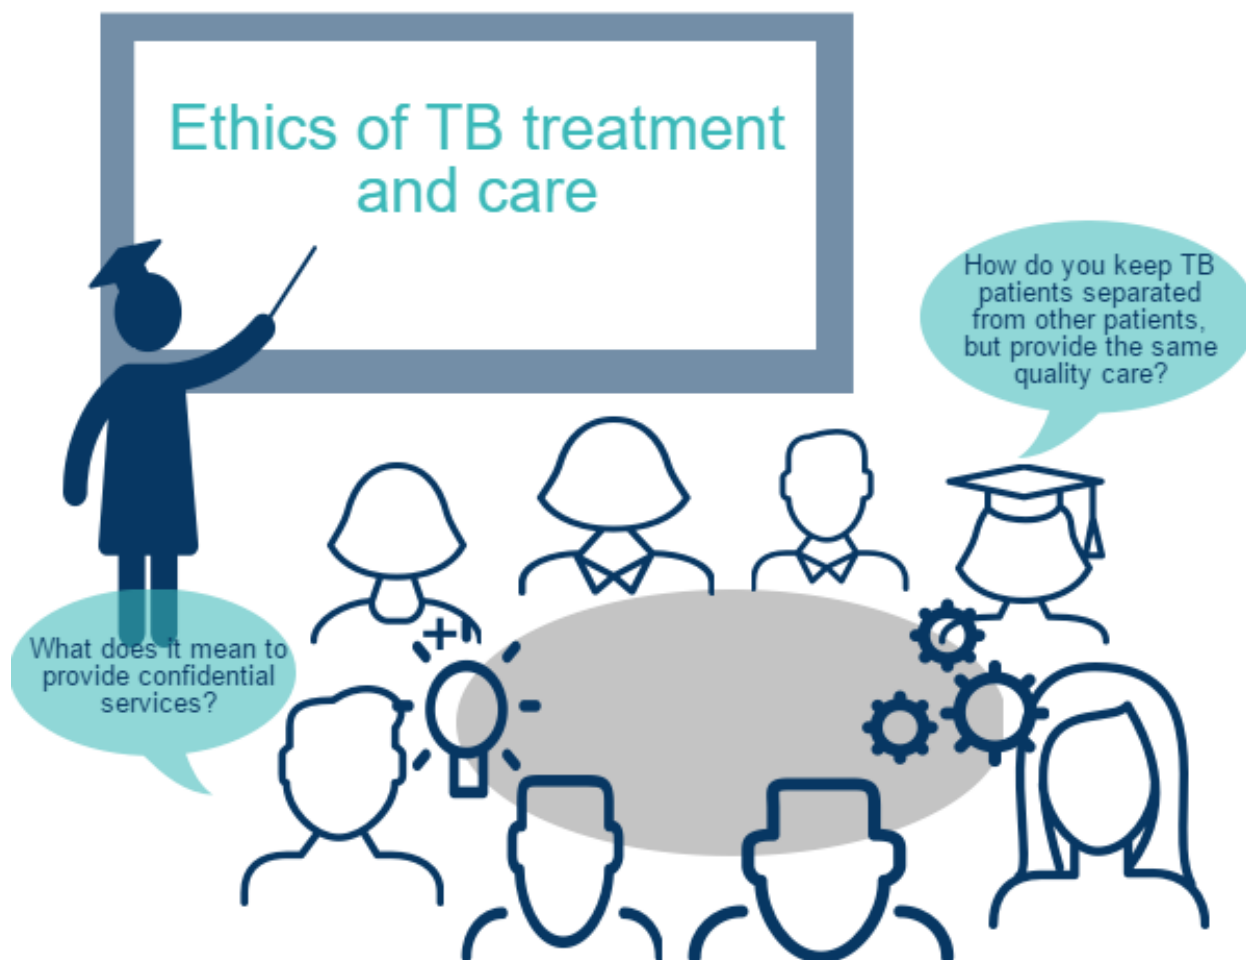 Ethics of TB treatment
and care
How do you keep TB
patients separated
from other patients,
but provide the same
quality care?
What does it mean to
provide confidential
services?